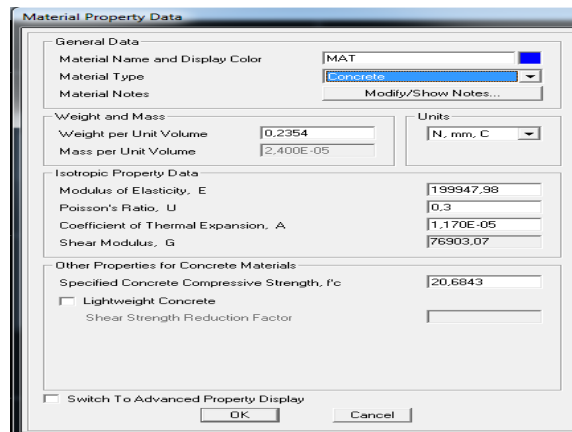 Material Property Data
General Data
Material Name and Display Color MAT
Material Type Concrete
Material Notes Modify/Show Notes...
Weight and Mass
Weight per Unit Volume 0,2354
Mass per Unit Volume 2,400E-05
Units
N, mm, C
Isotropic Property Data
Modulus of Elasticity, E 199947,98
Poisson's Ratio, U 0,3
Coefficient of Thermal Expansion, A 1,170E-05
Shear Modulus, G 76903,07
Other Properties for Concrete Materials
Specified Concrete Compressive Strength, f'c 20,6843
Lightweight Concrete
Shear Strength Reduction Factor
Switch To Advanced Property Display
OK Cancel